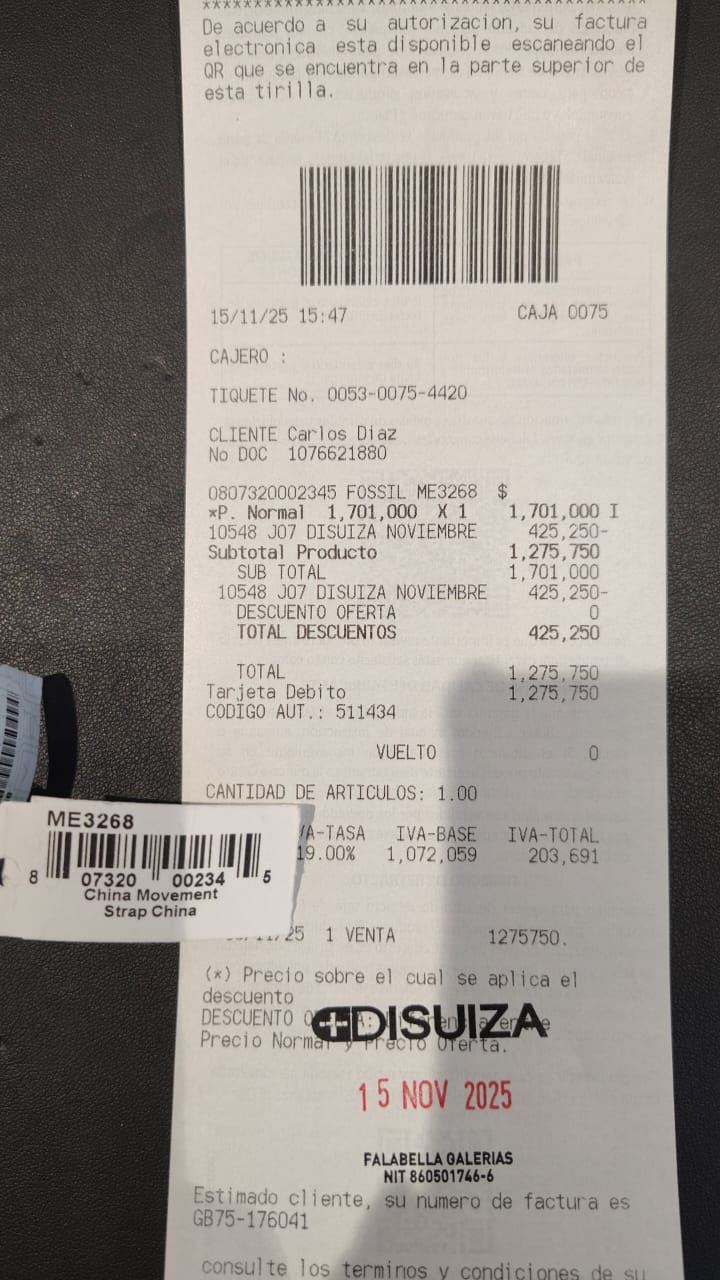 De acuerdo a su autorizacion, su factura
electronica esta disponible escaneando el
QR que se encuentra en la parte superior de
esta tirilla.
15/11/25 15:47 CAJA 0075
CAJERO :
TIQUETE No. 0053-0075-4420
CLIENTE Carlos Diaz
No DOC 1076621880
0807320002345 FOSSIL ME3268 $
*P. Normal 1,701,000 X 1 1,701,000 I
10548 J07 DISUIZA NOVIEMBRE 425,250-
Subtotal Producto 1,275,750
SUB TOTAL 1,701,000
10548 J07 DISUIZA NOVIEMBRE 425,250-
DESCUENTO OFERTA 0
TOTAL DESCUENTOS 425,250
TOTAL 1,275,750
Tarjeta Debito 1,275,750
CODIGO AUT.: 511434
VUELTO 0
CANTIDAD DE ARTICULOS: 1.00
ME3268
8 07320 00234 5
China Movement
Strap China
/A-TASA IVA-BASE IVA-TOTAL
19.00% 1,072,059 203,691
/25 1 VENTA 1275750.
(*) Precio sobre el cual se aplica el
descuento
DESCUENTO
DISUIZA
Precio Normal y Precio Oferta.
15 NOV 2025
FALABELLA GALERIAS
NIT 860501746-6
Estimado cliente, su numero de factura es
GB75-176041
consulte los terminos y condiciones de su